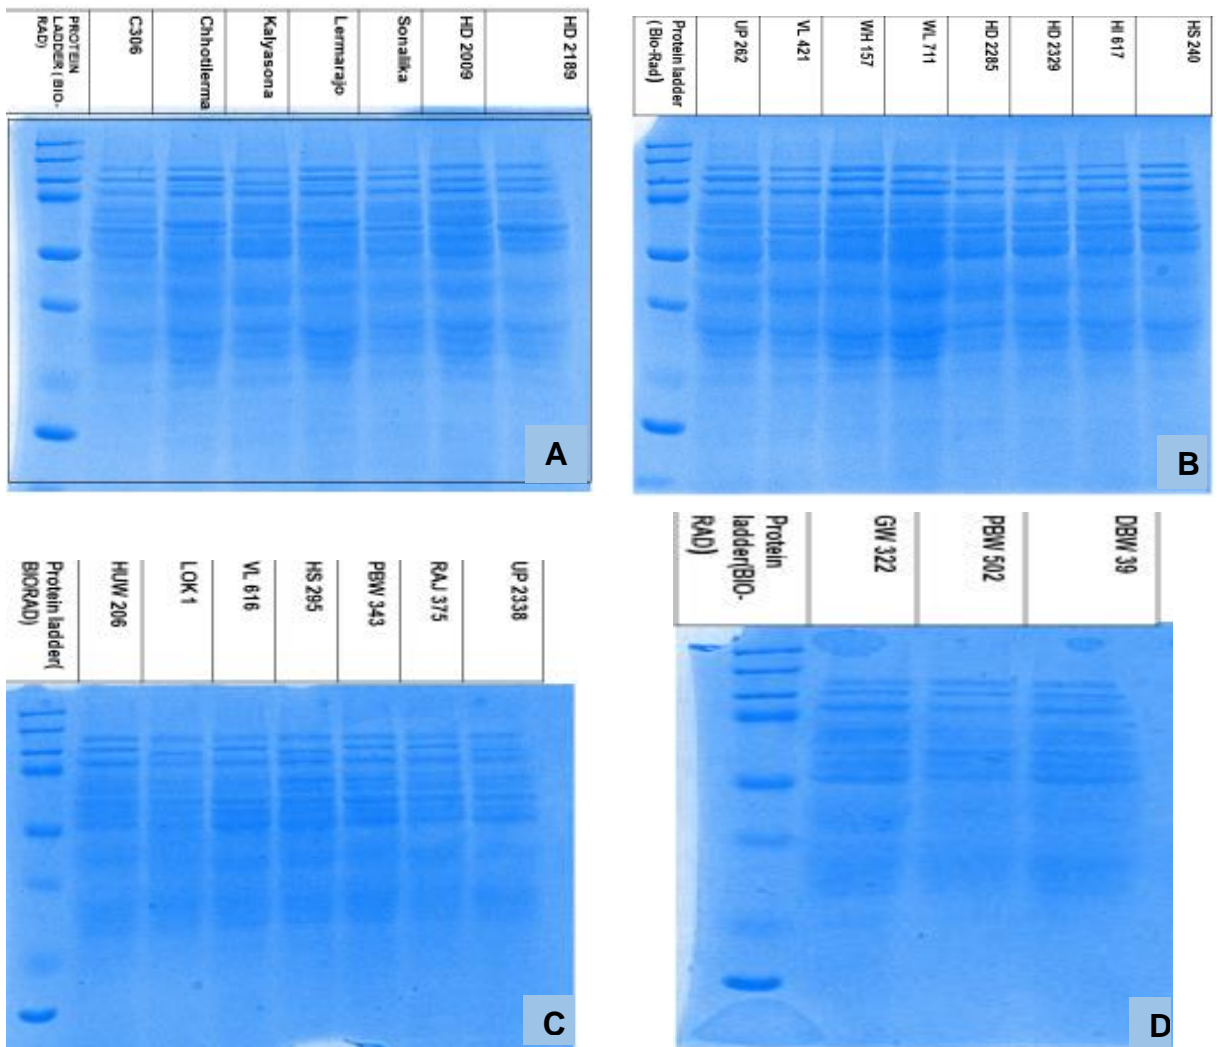 PROTEIN
LADDER ( BIO-
RAD)
C306
Chhotilerma
Kalyasona
Lermarajo
Sonalika
HD 2009
HD 2189
A
Protein ladder
( Bio-Rad)
UP 262
VL 421
WH 157
WL 711
HD 2285
HD 2329
HI 617
HS 240
B
Protein ladder(
BIORAD)
HUW 206
LOK 1
VL 616
HS 295
PBW 343
RAJ 375
UP 2338
C
Protein
ladder(BIO-
RAD)
GW 322
PBW 502
DBW 39
D